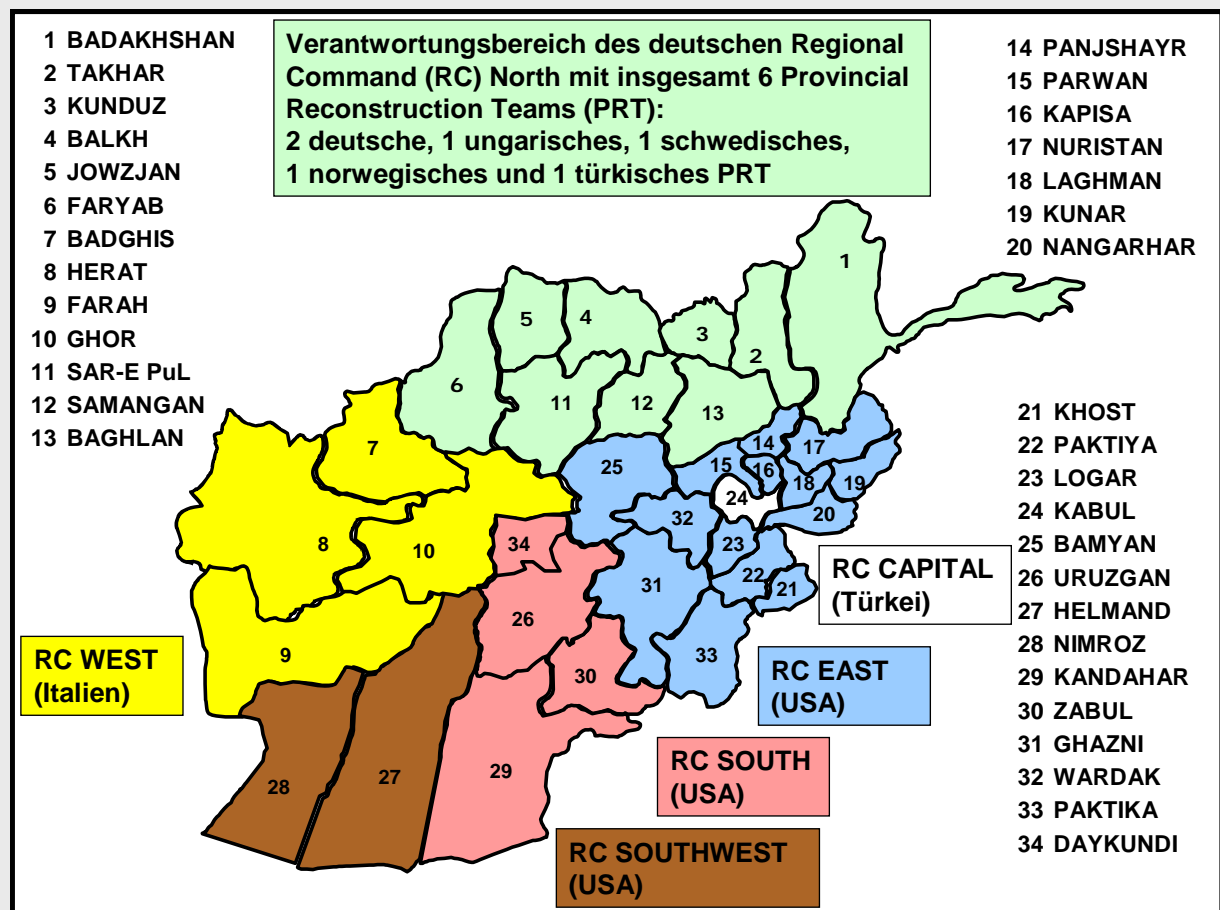 1 BADAKHSHAN
2 TAKHAR
3 KUNDUZ
4 BALKH
5 JOWZJAN
6 FARYAB
7 BADGHIS
8 HERAT
9 FARAH
10 GHOR
11 SAR-E PuL
12 SAMANGAN
13 BAGHLAN
Verantwortungsbereich des deutschen Regional
Command (RC) North mit insgesamt 6 Provincial
Reconstruction Teams (PRT):
2 deutsche, 1 ungarisches, 1 schwedisches,
1 norwegisches und 1 türkisches PRT
14 PANJSHAYR
15 PARWAN
16 KAPISA
17 NURISTAN
18 LAGHMAN
19 KUNAR
20 NANGARHAR
21 KHOST
22 PAKTIYA
23 LOGAR
24 KABUL
25 BAMYAN
26 URUZGAN
27 HELMAND
28 NIMROZ
29 KANDAHAR
30 ZABUL
31 GHAZNI
32 WARDAK
33 PAKTIKA
34 DAYKUNDI
1
5
4
3
2
6
11
12
13
7
25
14
17
15
16
18
19
24
20
32
8
10
34
23
22
21
31
26
33
9
30
29
27
28
RC CAPITAL
(Türkei)
RC WEST
(Italien)
RC EAST
(USA)
RC SOUTH
(USA)
RC SOUTHWEST
(USA)